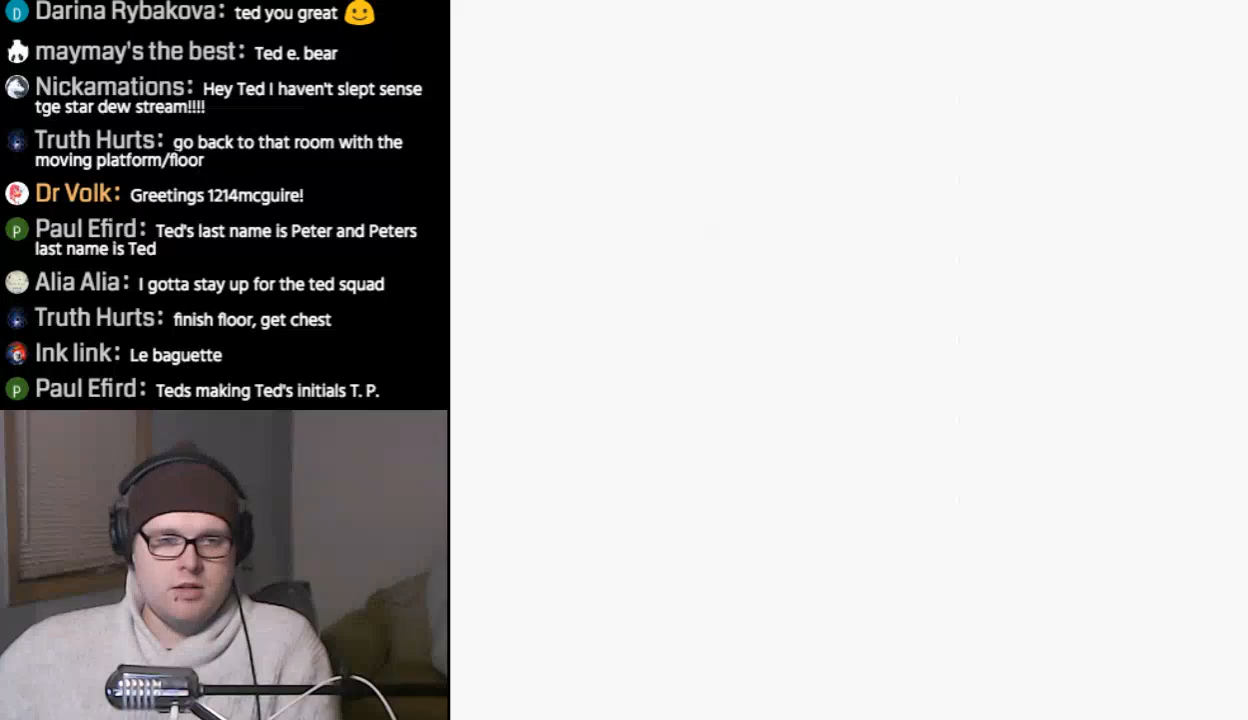 Darina Rybakova: ted you great
maymay's the best: Ted e. bear
Nickamations: Hey Ted I haven't slept sense
tge star dew stream!!!!
Truth Hurts: go back to that room with the
moving platform/floor
Dr Volk: Greetings 1214mcguire!
Paul Efird: Ted's last name is Peter and Peters
last name is Ted
Alia Alia: I gotta stay up for the ted squad
Truth Hurts: finish floor, get chest
Ink link: Le baguette
Paul Efird: Teds making Ted's initials T. P.